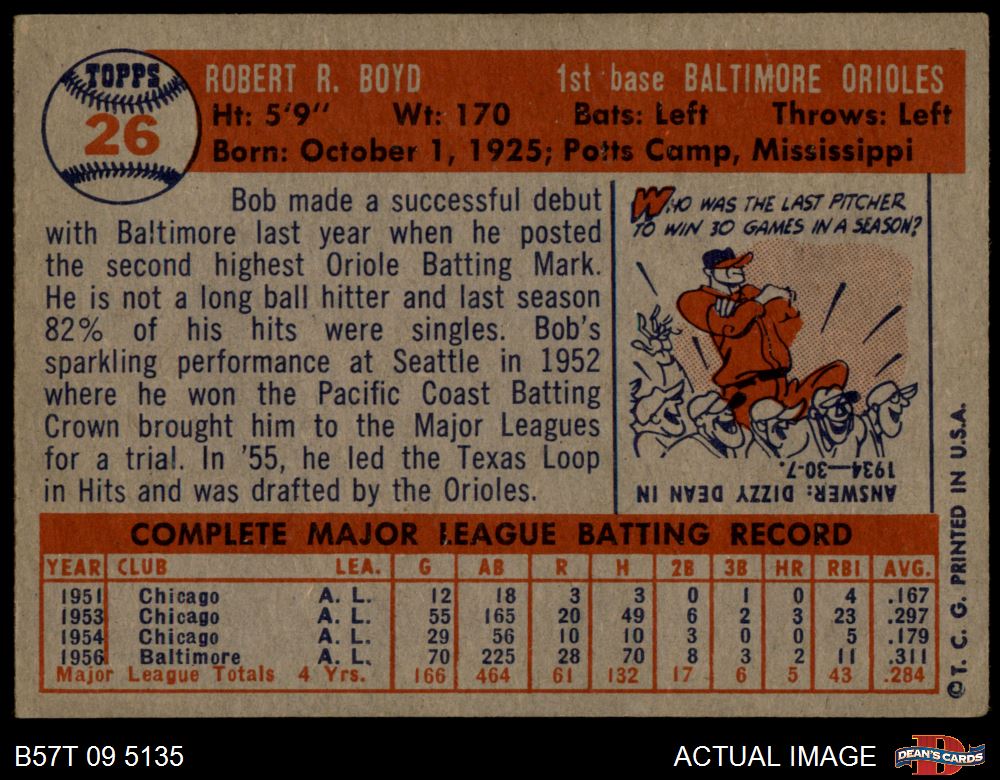 TOPPS
26
ROBERT R. BOYD 1st base BALTIMORE ORIOLES
Ht: 5'9" Wt: 170 Bats: Left Throws: Left
Born: October 1, 1925; Potts Camp, Mississippi
Bob made a successful debut
with Baltimore last year when he posted
the second highest Oriole Batting Mark.
He is not a long ball hitter and last season
82% of his hits were singles. Bob's
sparkling performance at Seattle in 1952
where he won the Pacific Coast Batting
Crown brought him to the Major Leagues
for a trial. In '55, he led the Texas Loop
in Hits and was drafted by the Orioles.
WHO WAS THE LAST PITCHER
TO WIN 30 GAMES IN A SEASON?
ANSWER: DIZZY DEAN IN
1934—30-7.
COMPLETE MAJOR LEAGUE BATTING RECORD
YEAR CLUB LEA. G AB R H 2B 3B HR RBI AVG.
1951 Chicago A. L. 12 18 3 3 0 1 0 4 .167
1953 Chicago A. L. 55 165 20 49 6 2 3 23 .297
1954 Chicago A. L. 29 56 10 10 3 0 0 5 .179
1956 Baltimore A. L. 70 225 28 70 8 3 2 11 .311
Major League Totals 4 Yrs. 166 464 61 132 17 6 5 43 .284
© T. C. G. PRINTED IN U.S.A.
B57T 09 5135 ACTUAL IMAGE
DEAN'S CARDS